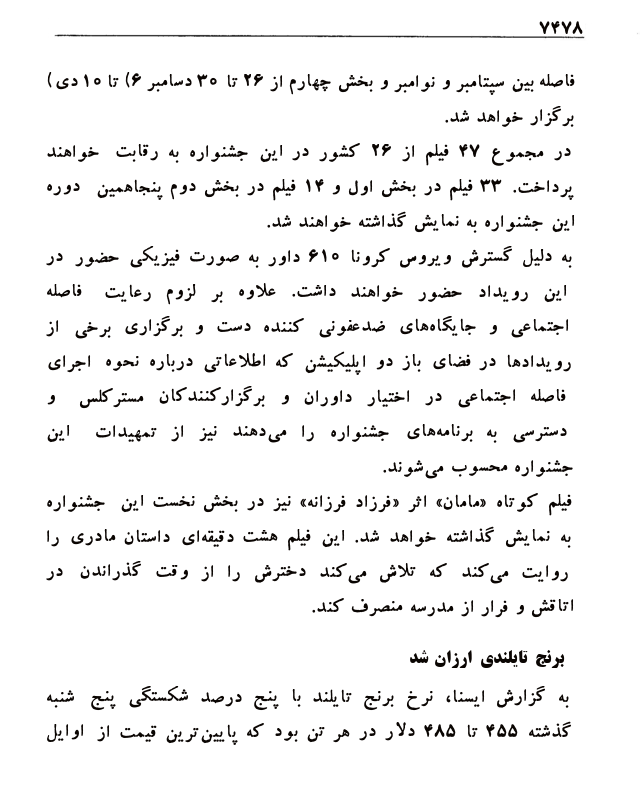 ۷۴۷۸
فاصله بین سپتامبر و نوامبر و بخش چهارم از ۲۶ تا ۳۰ دسامبر ۶) تا ۱۰ دی)
برگزار خواهد شد.
در مجموع ۴۷ فیلم از ۲۶ کشور در این جشنواره به رقابت خواهند
پرداخت. ۳۳ فیلم در بخش اول و ۱۴ فیلم در بخش دوم پنجاهمین دوره
این جشنواره به نمایش گذاشته خواهند شد.
به دلیل گسترش ویروس کرونا ۶۱۰ داور به صورت فیزیکی حضور در
این رویداد حضور خواهند داشت. علاوه بر لزوم رعایت فاصله
اجتماعی و جایگاه‌های ضدعفونی کننده دست و برگزاری برخی از
رویدادها در فضای باز دو اپلیکیشن که اطلاعاتی درباره نحوه اجرای
فاصله اجتماعی در اختیار داوران و برگزارکنندکان مسترکلس و
دسترسی به برنامه‌های جشنواره را می‌دهند نیز از تمهیدات این
جشنواره محسوب می‌شوند.
فیلم کوتاه «مامان» اثر «فرزاد فرزانه» نیز در بخش نخست این جشنواره
به نمایش گذاشته خواهد شد. این فیلم هشت دقیقه‌ای داستان مادری را
روایت می‌کند که تلاش می‌کند دخترش را از وقت گذراندن در
اتاقش و فرار از مدرسه منصرف کند.
برنج تایلندی ارزان شد
به گزارش ایسنا، نرخ برنج تایلند با پنج درصد شکستگی پنج شنبه
گذشته ۴۵۵ تا ۴۸۵ دلار در هر تن بود که پایین‌ترین قیمت از اوایل